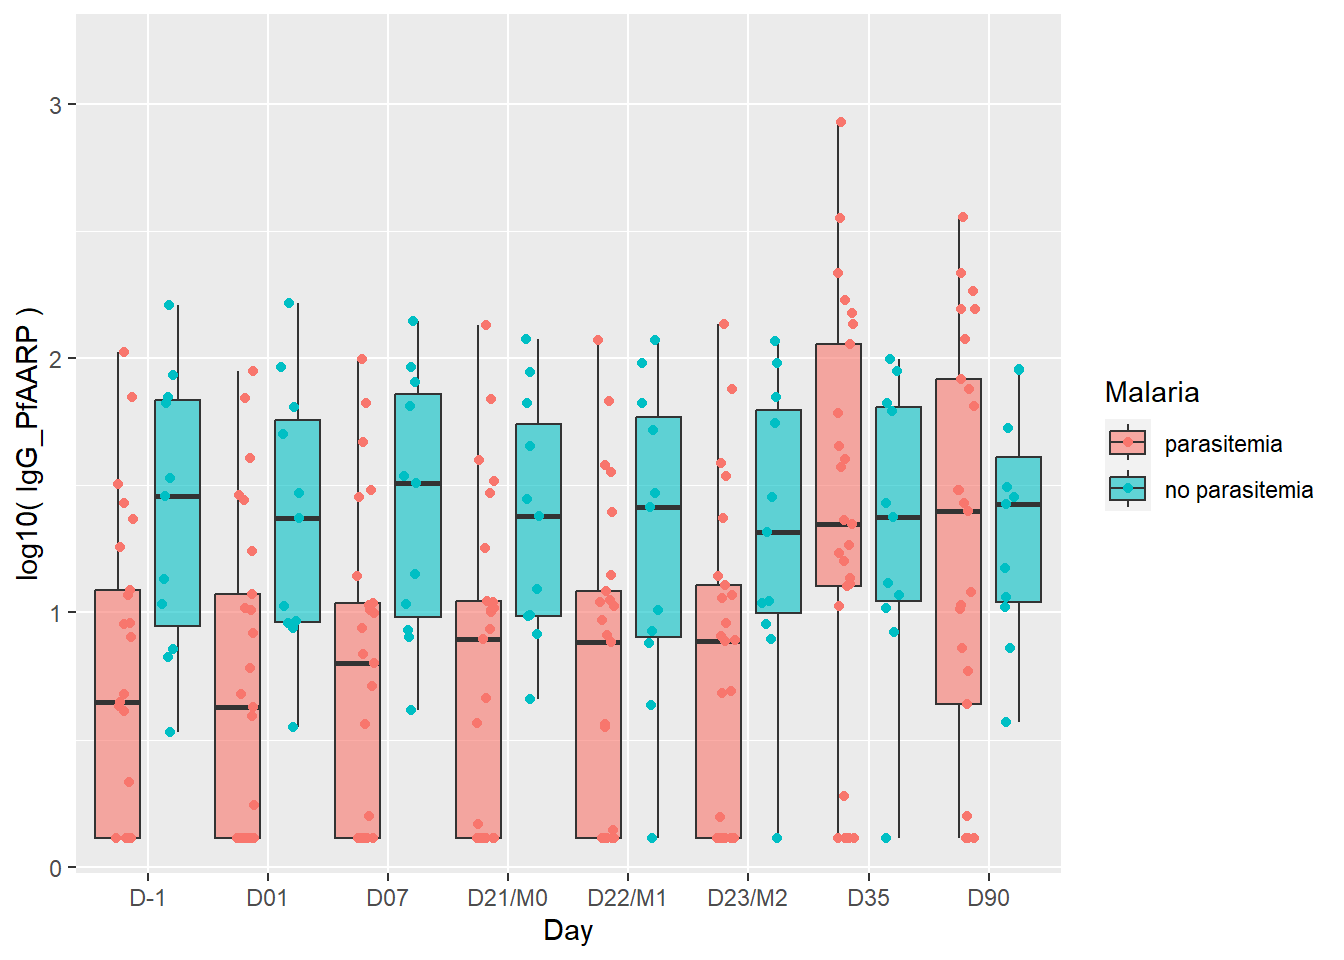 log10( IgG_PfAARP )
3
2
1
0
D-1 D01 D07 D21/M0 D22/M1 D23/M2 D35 D90
Day
Malaria
parasitemia
no parasitemia